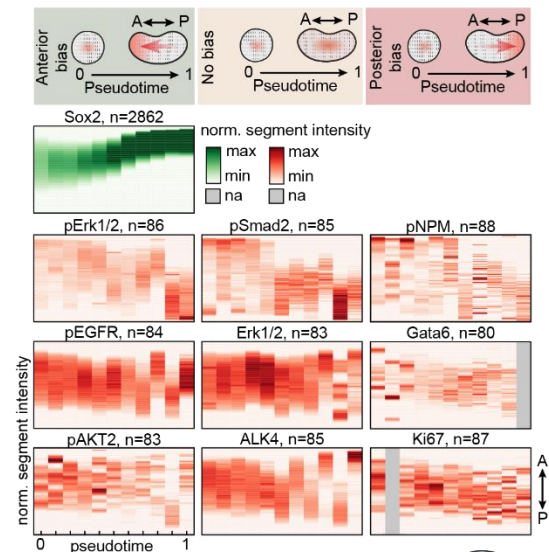 Anterior bias
A P
0 1
Pseudotime
No bias
A P
0 1
Pseudotime
Posterior bias
A P
0 1
Pseudotime
Sox2, n=2862
norm. segment intensity
max
min
na
max
min
na
pErk1/2, n=86
pSmad2, n=85
pNPM, n=88
pEGFR, n=84
Erk1/2, n=83
Gata6, n=80
pAKT2, n=83
ALK4, n=85
Ki67, n=87
norm. segment intensity
A
P
0 1
pseudotime